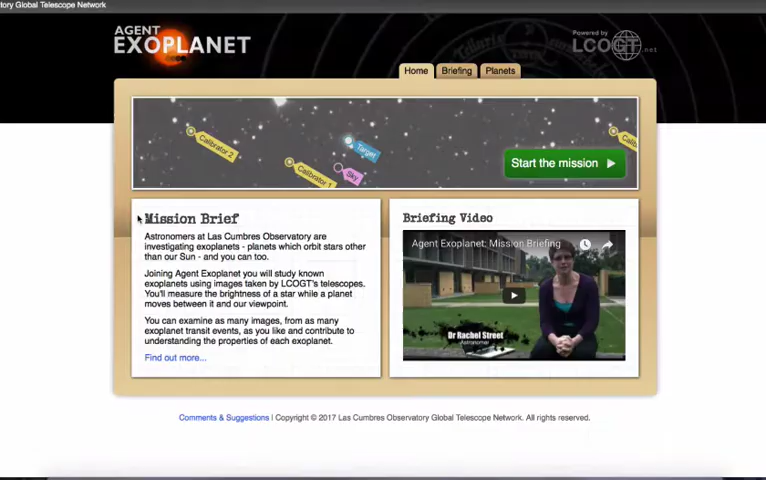 tory Global Telescope Network
AGENT
EXOPLANET
Powered by
LCOGT.net
Home
Briefing
Planets
Calibrator 2
Calibrator 1
Target
Sky
Calib
Start the mission
Mission Brief
Astronomers at Las Cumbres Observatory are
investigating exoplanets - planets which orbit stars other
than our Sun - and you can too.
Joining Agent Exoplanet you will study known
exoplanets using images taken by LCOGT's telescopes.
You'll measure the brightness of a star while a planet
moves between it and our viewpoint.
You can examine as many images, from as many
exoplanet transit events, as you like and contribute to
understanding the properties of each exoplanet.
Find out more...
Briefing Video
Agent Exoplanet: Mission Briefing
Dr Rachel Street
Astronomer
Comments & Suggestions | Copyright © 2017 Las Cumbres Observatory Global Telescope Network. All rights reserved.